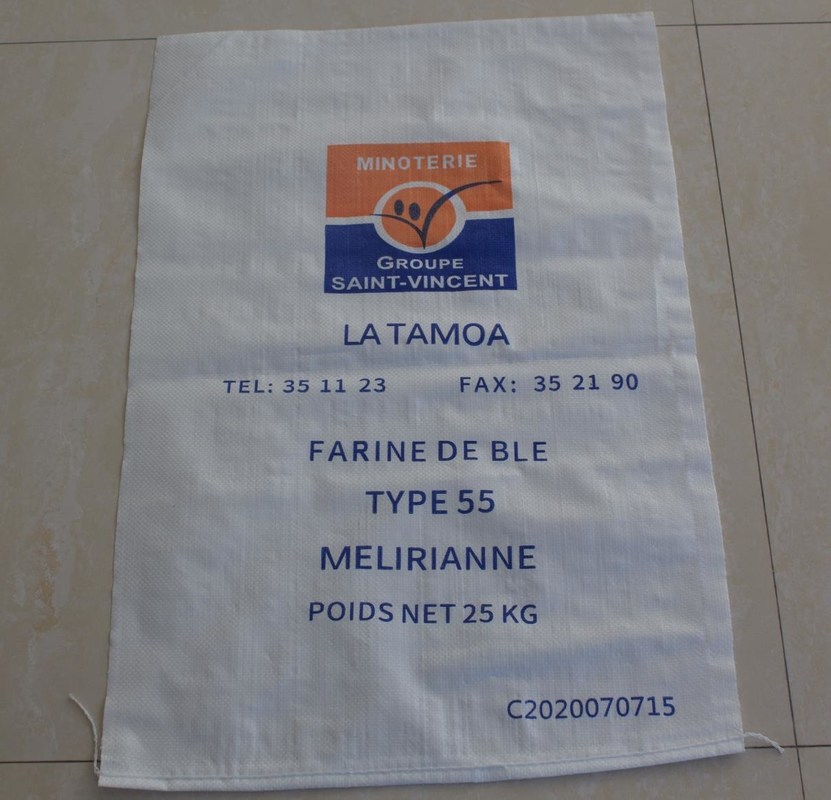 MINOTERIE
GROUPE
SAINT-VINCENT
LA TAMOA
TEL: 35 11 23 FAX: 35 21 90
FARINE DE BLE
TYPE 55
MELIRIANNE
POIDS NET 25 KG
C2020070715